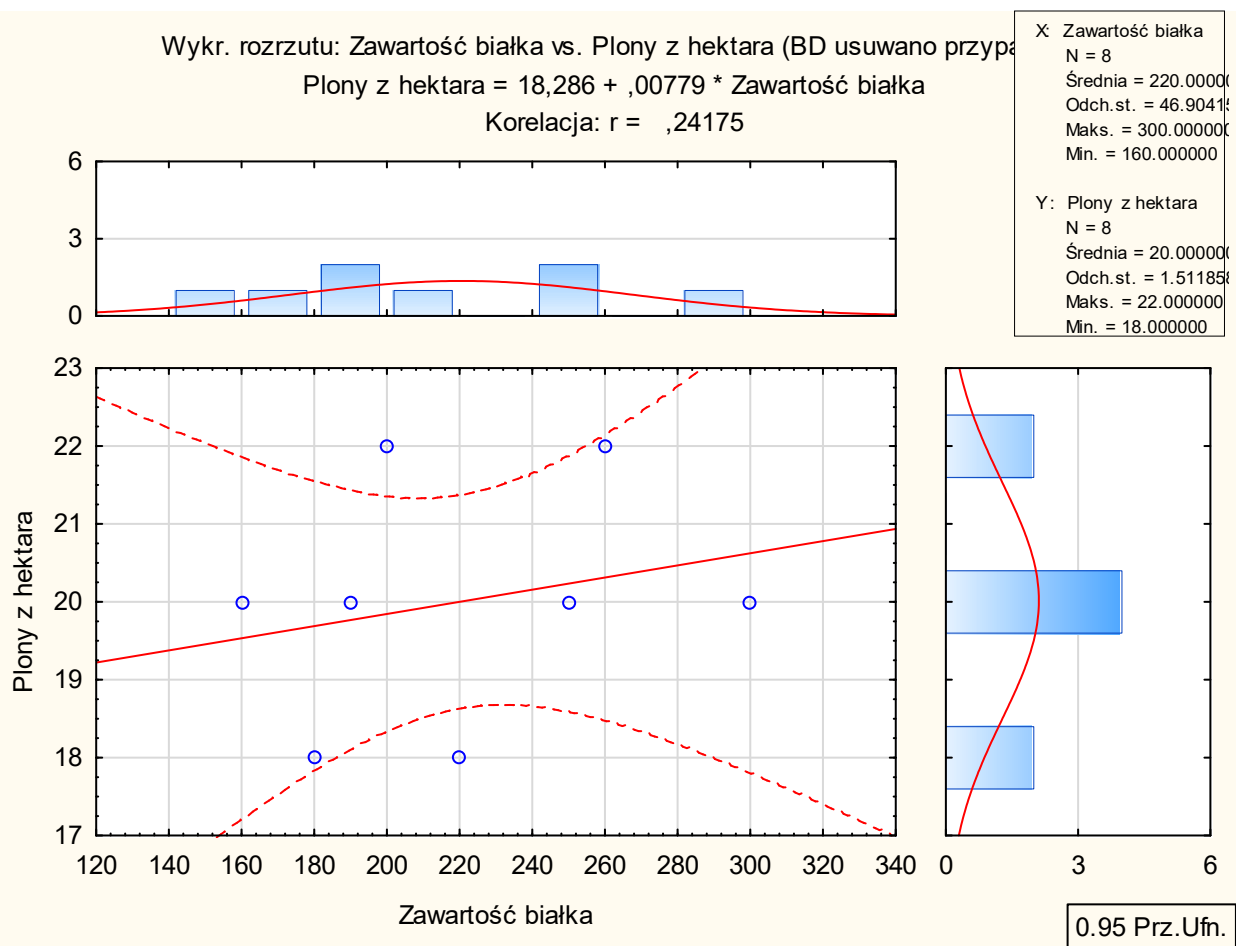 Wykr. rozrzutu: Zawartość białka vs. Plony z hektara (BD usuwano
Plony z hektara = 18,286 + ,00779 * Zawartość białka
Korelacja: r = ,24175
X: Zawartość białka
N = 8
Średnia = 220.00000
Odch.st. = 46.90415
Maks. = 300.000000
Min. = 160.000000
Y: Plony z hektara
N = 8
Średnia = 20.000000
Odch.st. = 1.511858
Maks. = 22.000000
Min. = 18.000000
6
3
0
23
22
21
20
19
18
17
Plony z hektara
120 140 160 180 200 220 240 260 280 300 320 340
0 3 6
Zawartość białka
0.95 Prz.Ufn.